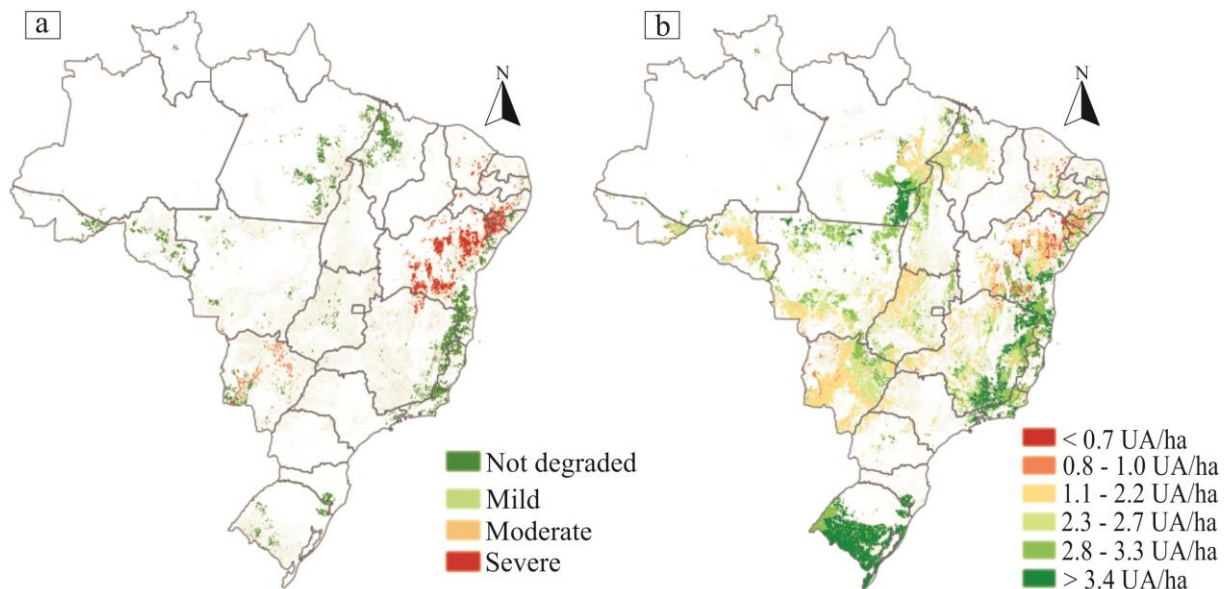 a
b
N
N
Not degraded
Mild
Moderate
Severe
< 0.7 UA/ha
0.8 - 1.0 UA/ha
1.1 - 2.2 UA/ha
2.3 - 2.7 UA/ha
2.8 - 3.3 UA/ha
> 3.4 UA/ha